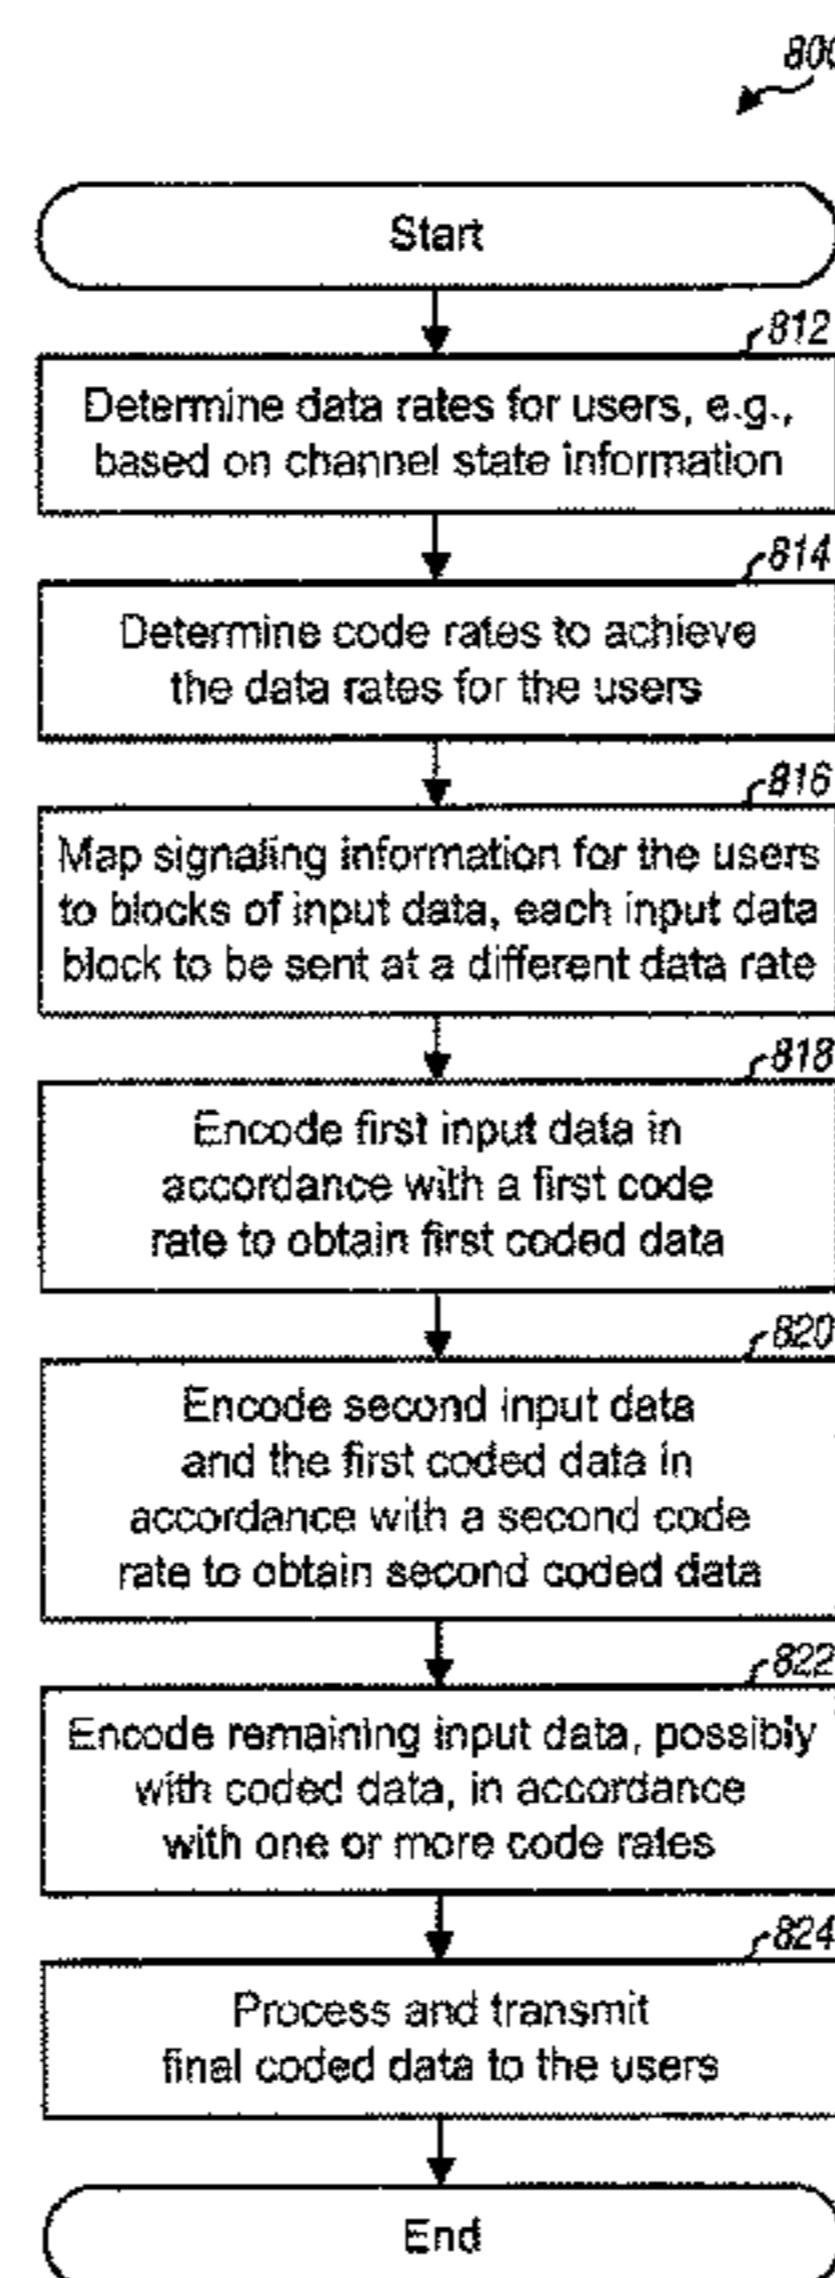 800
Start
812
Determine data rates for users, e.g.,
based on channel state information
814
Determine code rates to achieve
the data rates for the users
816
Map signaling information for the users
to blocks of input data, each input data
block to be sent at a different data rate
818
Encode first input data in
accordance with a first code
rate to obtain first coded data
820
Encode second input data
and the first coded data in
accordance with a second code
rate to obtain second coded data
822
Encode remaining input data, possibly
with coded data, in accordance
with one or more code rates
824
Process and transmit
final coded data to the users
End